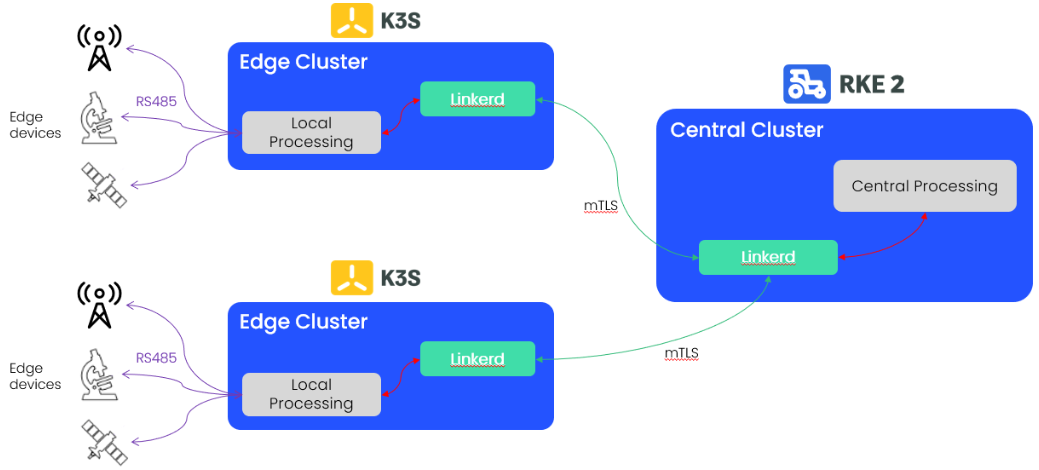 K3S
Edge Cluster
Linkerd
RS485
Local
Processing
Edge
devices
mTLS
RKE 2
Central Cluster
Central Processing
Linkerd
K3S
Edge Cluster
Linkerd
RS485
Local
Processing
Edge
devices
mTLS